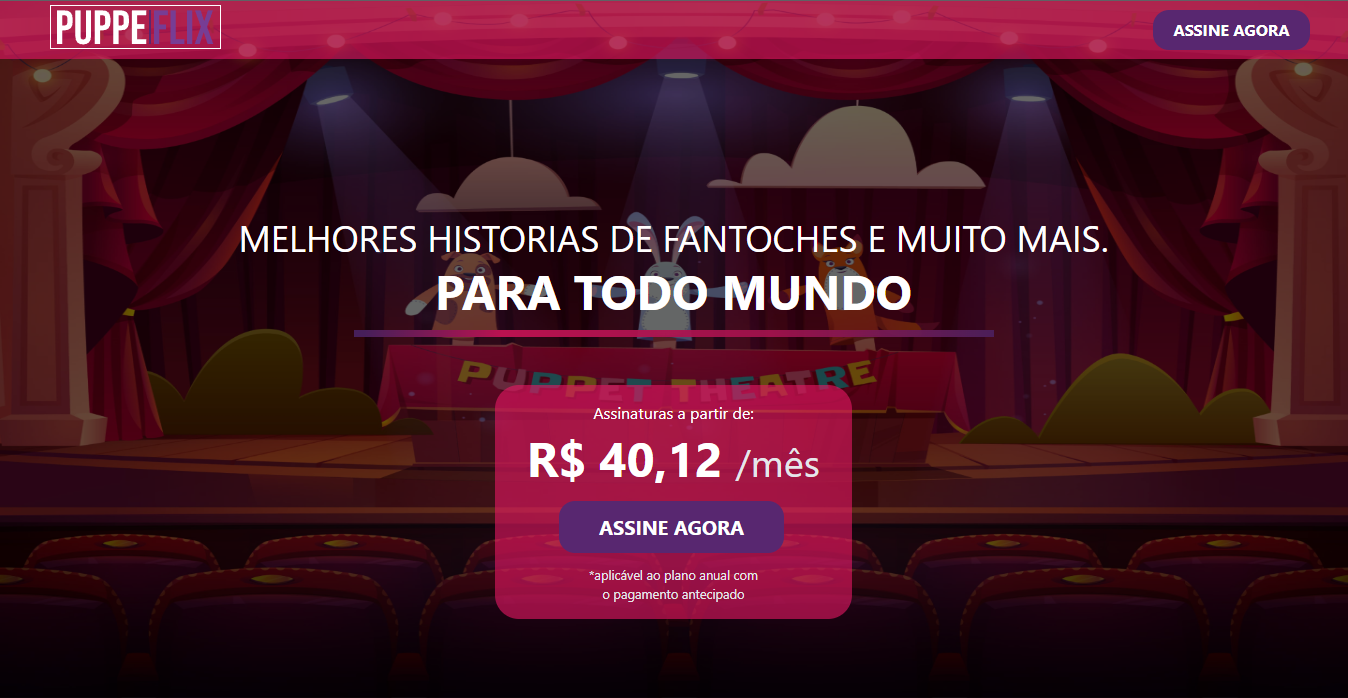 PUPPEFLIX
ASSINE AGORA
MELHORES HISTORIAS DE FANTOCHES E MUITO MAIS.
PARA TODO MUNDO
PUPPET THEATRE
Assinaturas a partir de:
R$ 40,12 /mês
ASSINE AGORA
*aplicável ao plano anual com
o pagamento antecipado